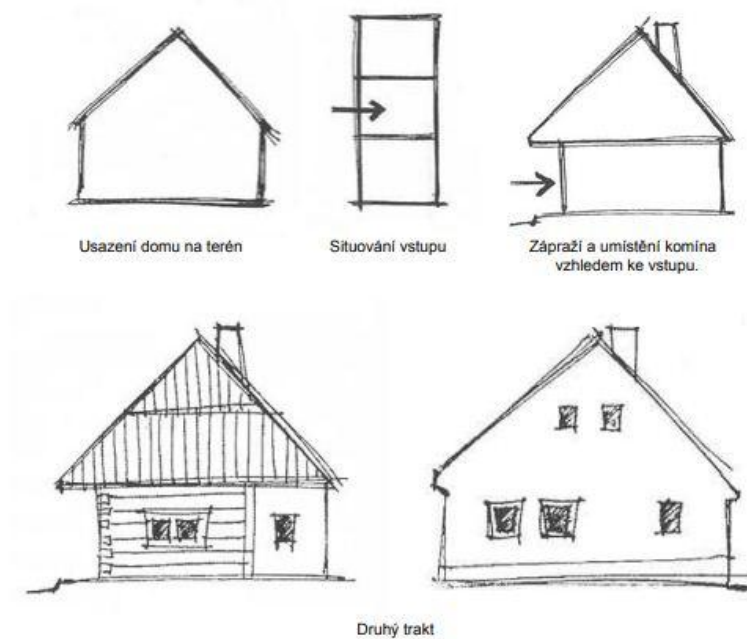 Usazení domu na terén
Situování vstupu
Zápraží a umístění komína
vzhledem ke vstupu.
Druhý trakt